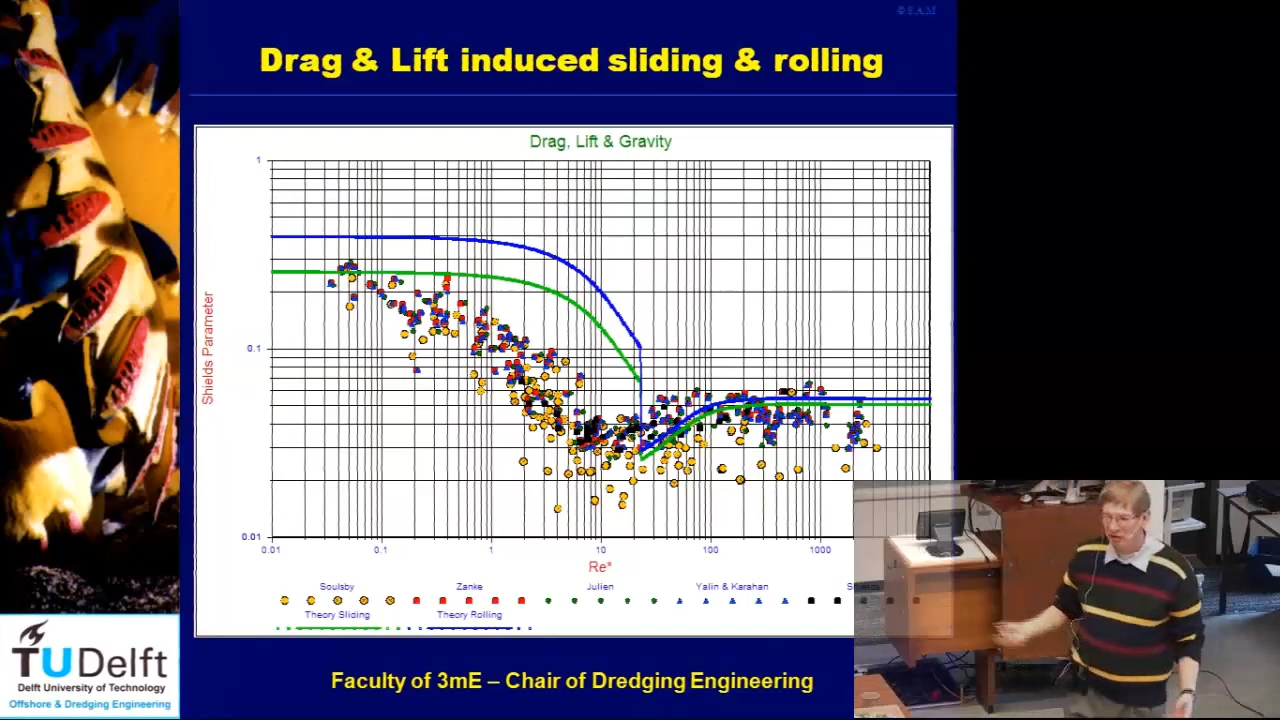 © S.A.M
Drag & Lift induced sliding & rolling
Drag, Lift & Gravity
1
0.1
0.01
Shields Parameter
0.01 0.1 1 10 100 1000
Re*
Soulsby Zanke Julien Yalin & Karahan
Theory Sliding Theory Rolling
TU Delft
Delft University of Technology
Offshore & Dredging Engineering
Faculty of 3mE – Chair of Dredging Engineering